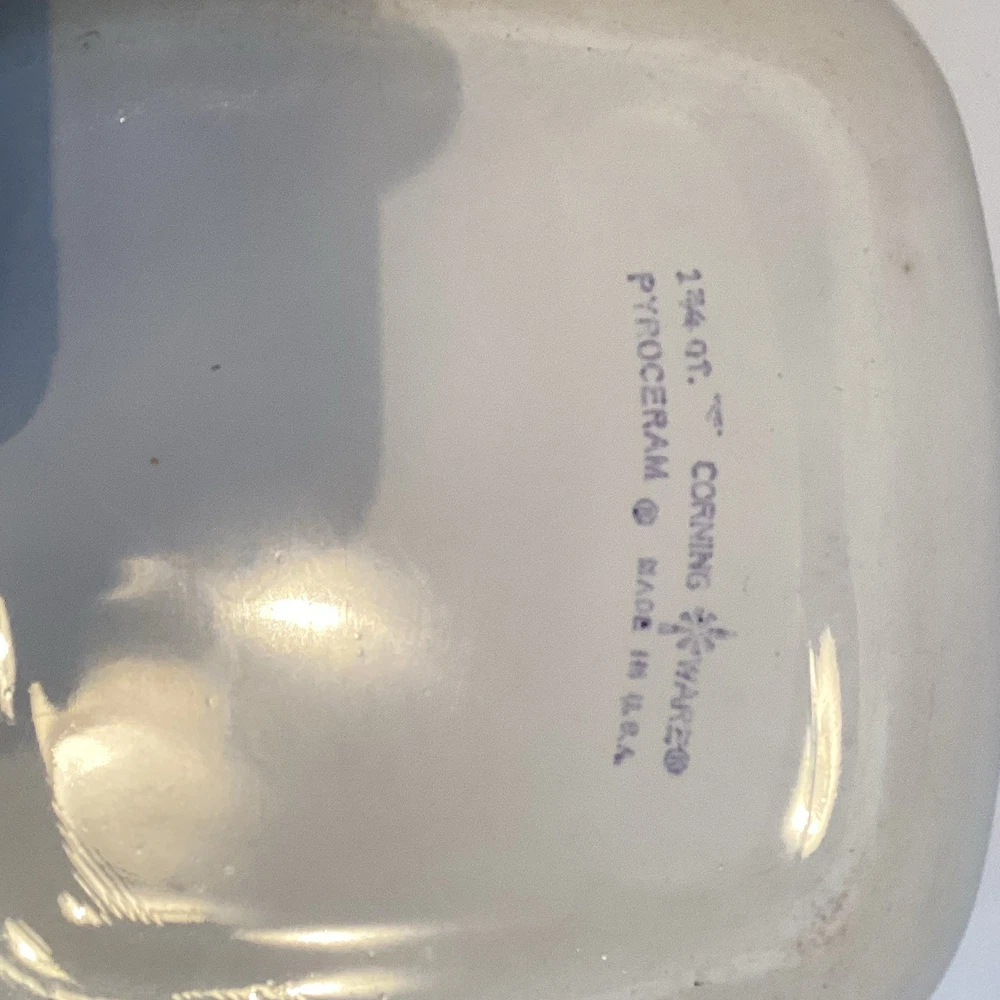 1 3/4 QT. CORNING WARE®
PYROCERAM ® MADE IN U.S.A.